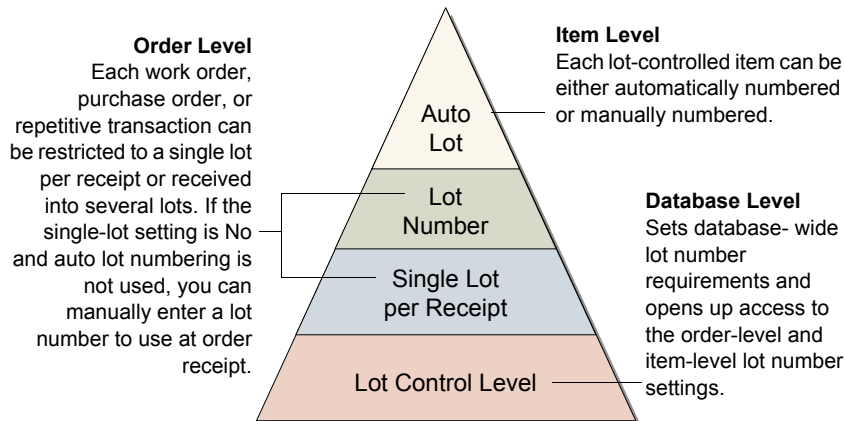 Order Level
Each work order,
purchase order, or
repetitive transaction can
be restricted to a single lot
per receipt or received
into several lots. If the
single-lot setting is No
and auto lot numbering is
not used, you can
manually enter a lot
number to use at order
receipt.
Auto
Lot
Lot
Number
Single Lot
per Receipt
Lot Control Level
Item Level
Each lot-controlled item can be
either automatically numbered
or manually numbered.
Database Level
Sets database- wide
lot number
requirements and
opens up access to
the order-level and
item-level lot number
settings.